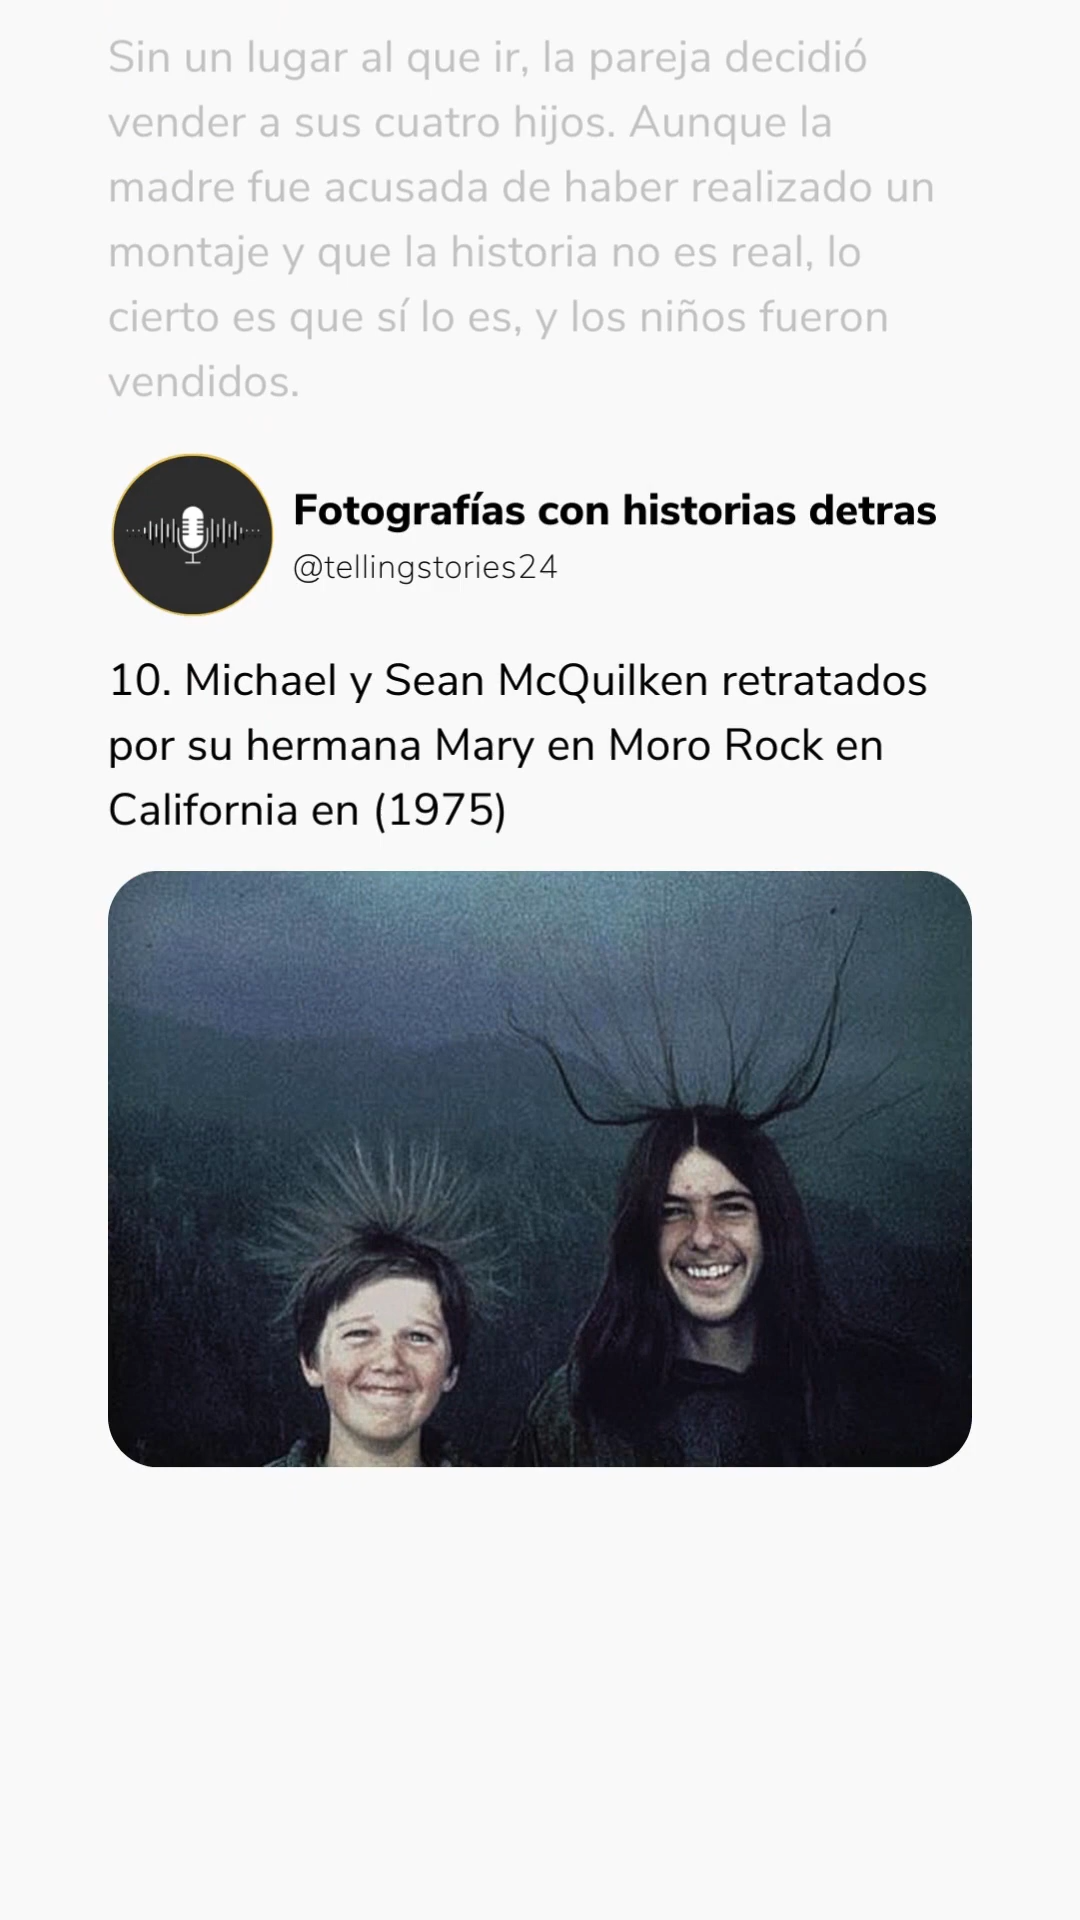 Sin un lugar al que ir, la pareja decidió
vender a sus cuatro hijos. Aunque la
madre fue acusada de haber realizado un
montaje y que la historia no es real, lo
cierto es que sí lo es, y los niños fueron
vendidos.
Fotografías con historias detras
@tellingstories24
10. Michael y Sean McQuilken retratados
por su hermana Mary en Moro Rock en
California en (1975)